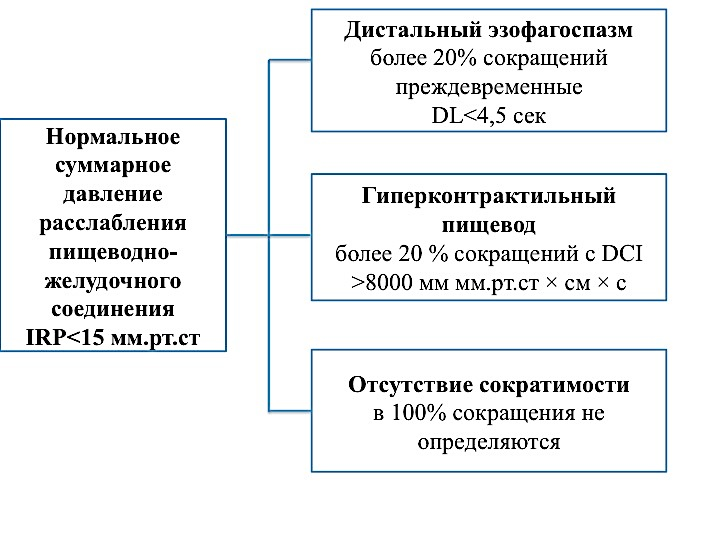 Нормальное
суммарное
давление
расслабления
пищеводно-
желудочного
соединения
IRP<15 мм.рт.ст
Дистальный эзофагоспазм
более 20% сокращений
преждевременные
DL<4,5 сек
Гиперконтрактильный
пищевод
более 20 % сокращений с DCI
>8000 мм мм.рт.ст × см × с
Отсутствие сократимости
в 100% сокращения не
определяются